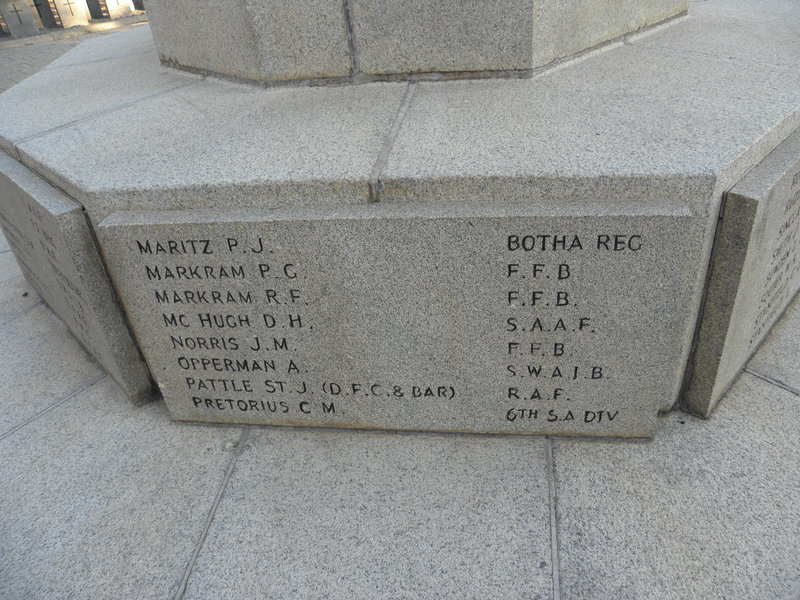 MARITZ P.J. BOTHA REG
MARKRAM P.G. F.F.B.
MARKRAM R.F. F.F.B.
MC HUGH D.H. S.A.A.F.
NORRIS J.M. F.F.B.
OPPERMAN A. S.W.A.I.B.
PATTLE ST.J. (D.F.C.& BAR) R.A.F.
PRETORIUS C M. 6TH S.A DIV